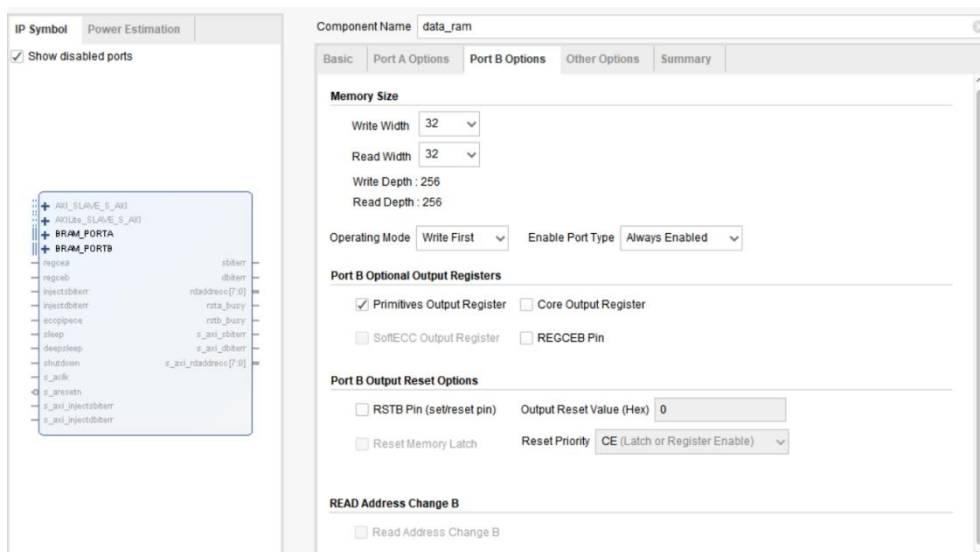 IP Symbol
Power Estimation
Show disabled ports
AXI_SLAVE_S_AXI
AXILite_SLAVE_S_AXI
BRAM_PORTA
BRAM_PORTB
regcea
sbiterr
regceb
dbiterr
injectsbiterr
rdaddrecc[7:0]
injectdbiterr
rsta_busy
eccpipece
rstb_busy
sleep
s_axi_sbiterr
deepsleep
s_axi_dbiterr
shutdown
s_axi_rdaddrecc[7:0]
s_aclk
s_aresetn
s_axi_injectsbiterr
s_axi_injectdbiterr
Component Name data_ram
Basic Port A Options Port B Options Other Options Summary
Memory Size
Write Width 32
Read Width 32
Write Depth : 256
Read Depth : 256
Operating Mode Write First Enable Port Type Always Enabled
Port B Optional Output Registers
Primitives Output Register Core Output Register
SoftECC Output Register REGCEB Pin
Port B Output Reset Options
RSTB Pin (set/reset pin) Output Reset Value (Hex) 0
Reset Memory Latch Reset Priority CE (Latch or Register Enable)
READ Address Change B
Read Address Change B